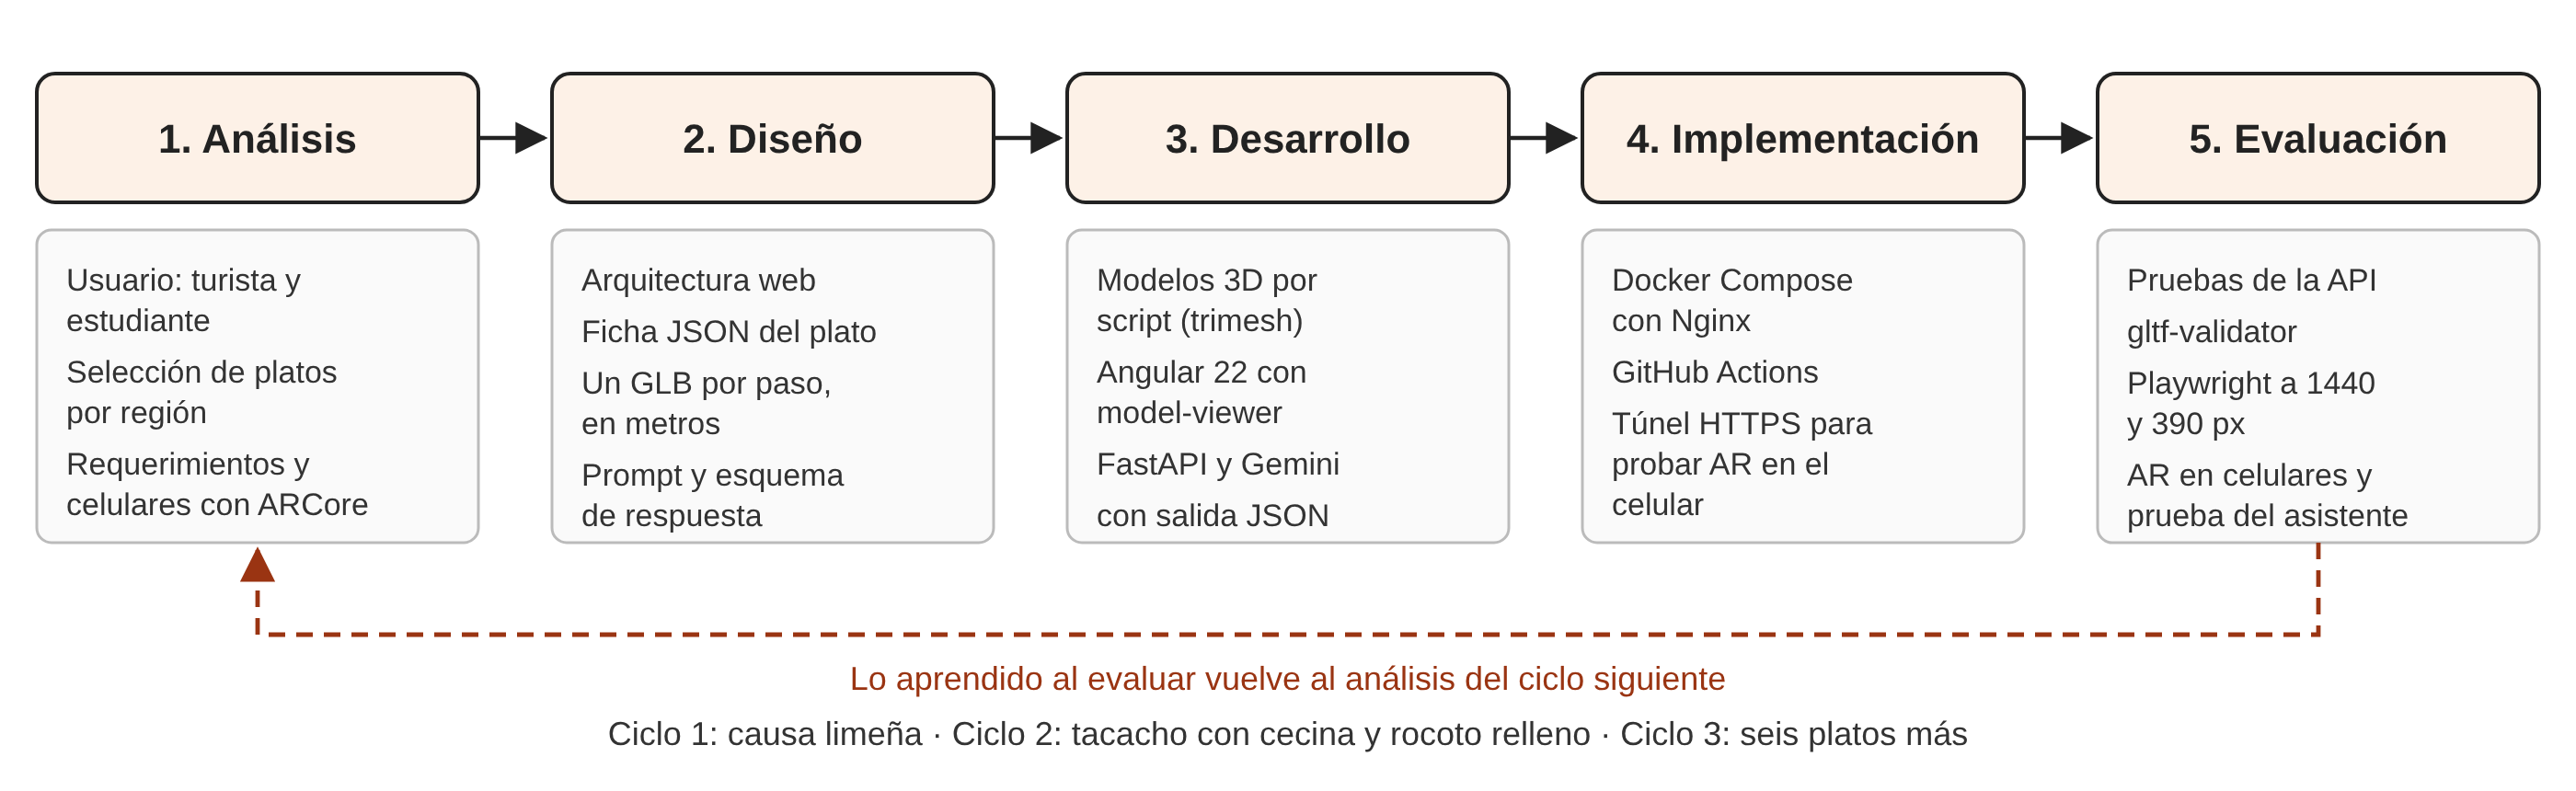 1. Análisis
Usuario: turista y
estudiante
Selección de platos
por región
Requerimientos y
celulares con ARCore
2. Diseño
Arquitectura web
Ficha JSON del plato
Un GLB por paso,
en metros
Prompt y esquema
de respuesta
3. Desarrollo
Modelos 3D por
script (trimesh)
Angular 22 con
model-viewer
FastAPI y Gemini
con salida JSON
4. Implementación
Docker Compose
con Nginx
GitHub Actions
Túnel HTTPS para
probar AR en el
celular
5. Evaluación
Pruebas de la API
gltf-validator
Playwright a 1440
y 390 px
AR en celulares y
prueba del asistente
Lo aprendido al evaluar vuelve al análisis del ciclo siguiente
Ciclo 1: causa limeña · Ciclo 2: tacacho con cecina y rocoto relleno · Ciclo 3: seis platos más